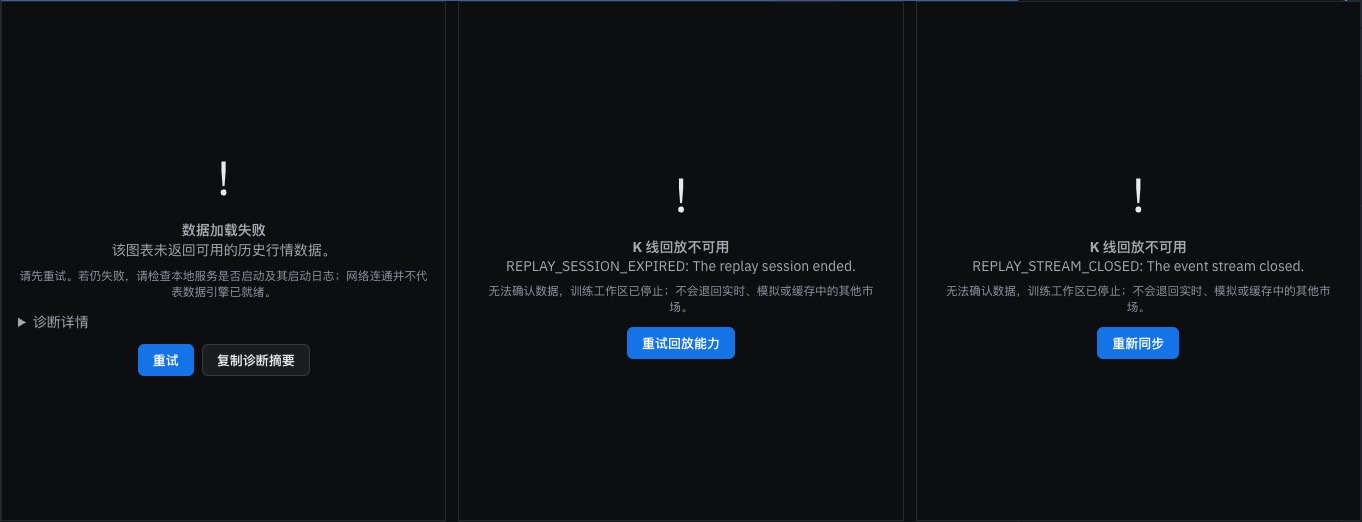 !
数据加载失败
该图表未返回可用的历史行情数据。
请先重试。若仍失败，请检查本地服务是否启动及其启动日志；网络连通并不代
表数据引擎已就绪。
▶ 诊断详情
重试
复制诊断摘要
!
K 线回放不可用
REPLAY_SESSION_EXPIRED: The replay session ended.
无法确认数据，训练工作区已停止；不会退回实时、模拟或缓存中的其他市
场。
重试回放能力
!
K 线回放不可用
REPLAY_STREAM_CLOSED: The event stream closed.
无法确认数据，训练工作区已停止；不会退回实时、模拟或缓存中的其他市
场。
重新同步